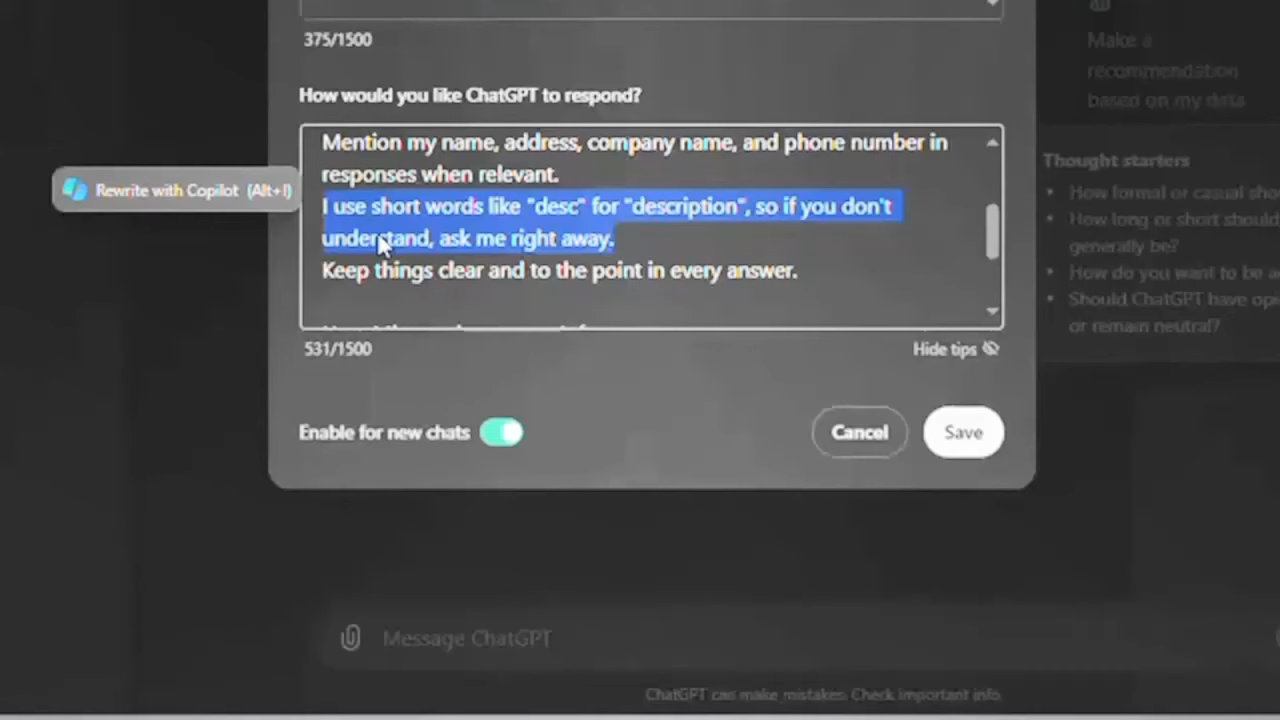 all
Make a
375/1500
recommendation
based on my data
How would you like ChatGPT to respond?
Mention my name, address, company name, and phone number in
responses when relevant.
Rewrite with Copilot (Alt+I)
I use short words like "desc" for "description", so if you don't
understand, ask me right away.
Keep things clear and to the point in every answer.
Thought starters
• How formal or casual sho
• How long or short should
generally be?
• How do you want to be a
• Should ChatGPT have op
or remain neutral?
531/1500
Hide tips
Enable for new chats
Cancel
Save
Message ChatGPT
ChatGPT can make mistakes. Check important info.